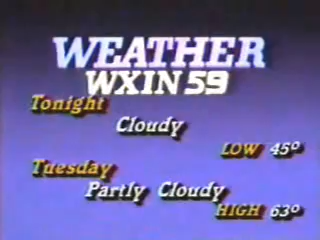 WEATHER
WXIN 59
Tonight
Cloudy
LOW 45°
Tuesday
Partly Cloudy
HIGH 63°